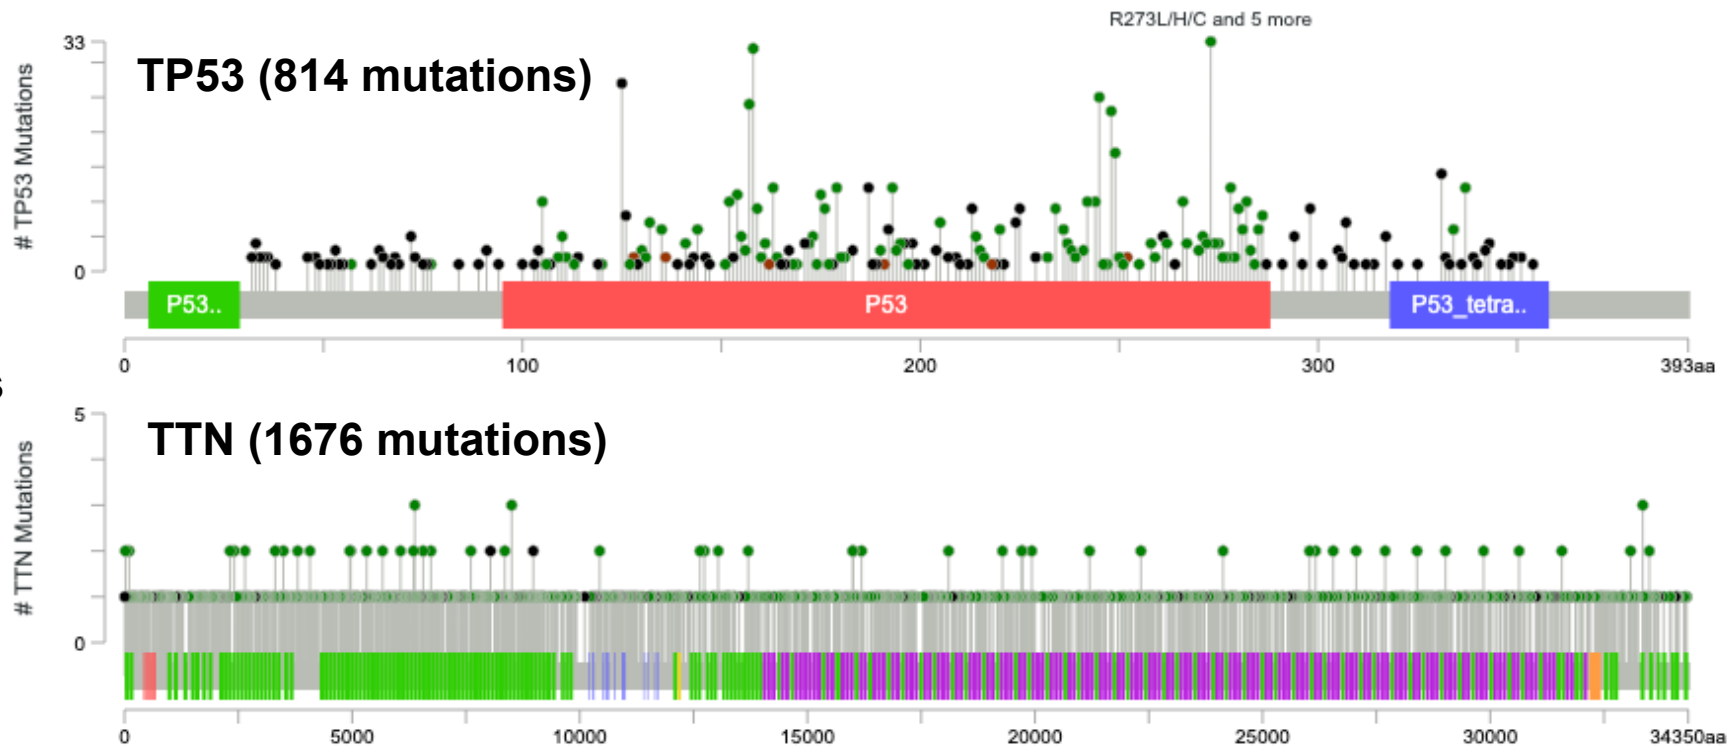 R273L/H/C and 5 more
33
TP53 (814 mutations)
# TP53 Mutations
0
P53..
P53
P53_tetra..
0 100 200 300 393aa
s
5
TTN (1676 mutations)
# TTN Mutations
0
0 5000 10000 15000 20000 25000 30000 34350aa